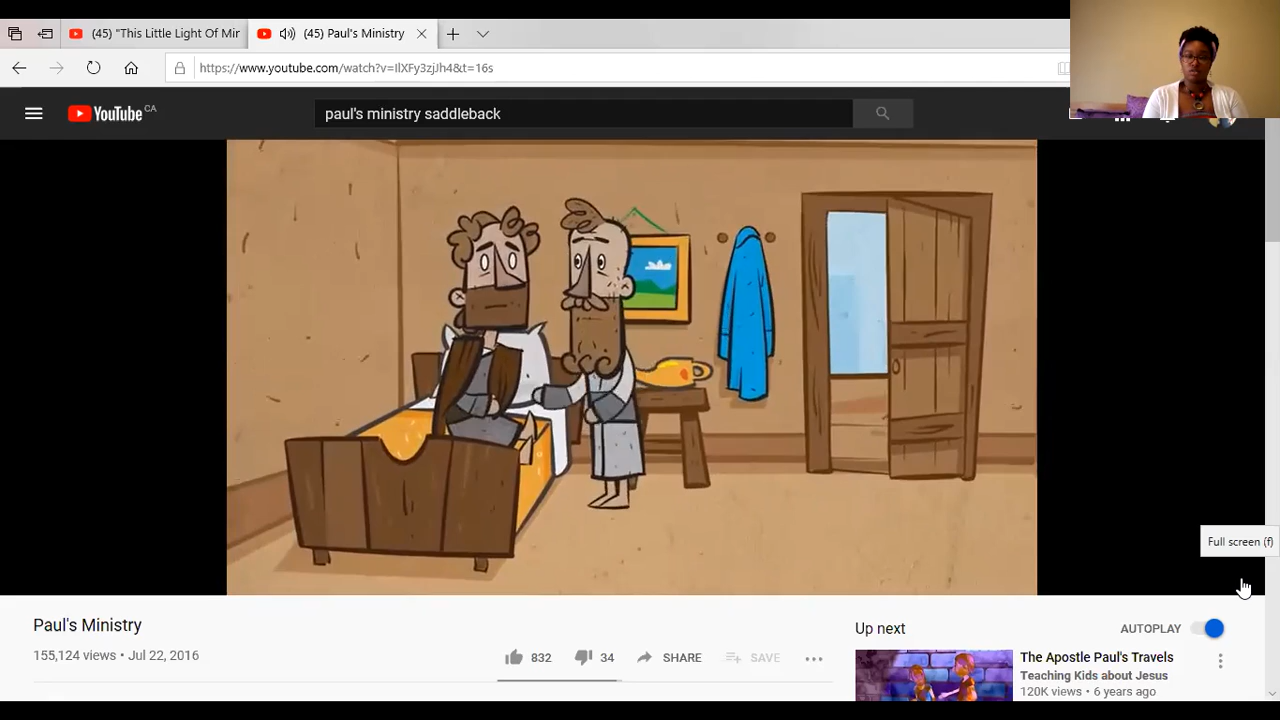 (45) "This Little Light Of Mir
(45) Paul's Ministry
https://www.youtube.com/watch?v=IlXFy3zjJh4&t=16s
YouTube CA
paul's ministry saddleback
Full screen (f)
Paul's Ministry
155,124 views • Jul 22, 2016
832
34
SHARE
SAVE
Up next
AUTOPLAY
The Apostle Paul's Travels
Teaching Kids about Jesus
120K views • 6 years ago